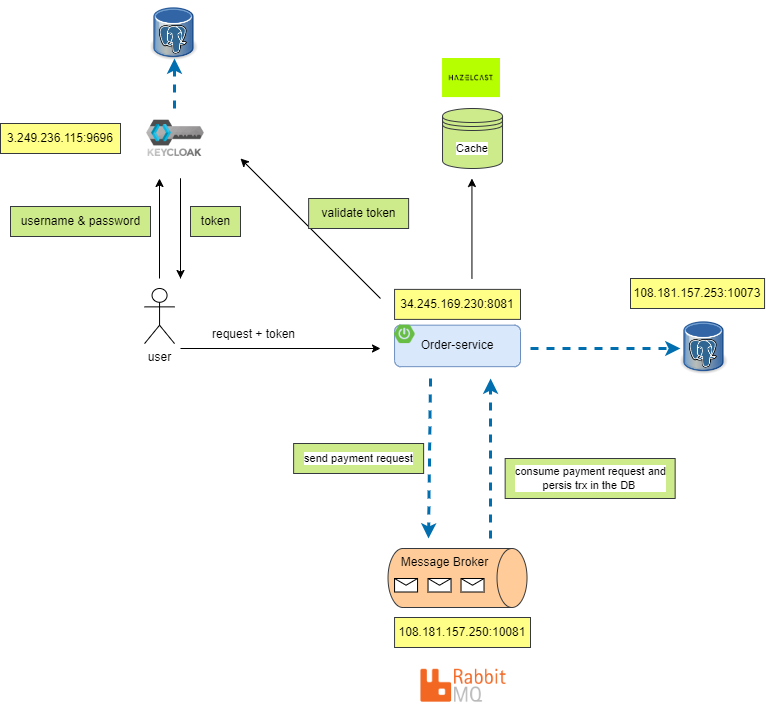 HAZELCAST
3.249.236.115:9696
KEYCLOAK
Cache
username & password
token
validate token
108.181.157.253:10073
34.245.169.230:8081
request + token
Order-service
user
send payment request
consume payment request and
persis trx in the DB
Message Broker
108.181.157.250:10081
Rabbit
MQ